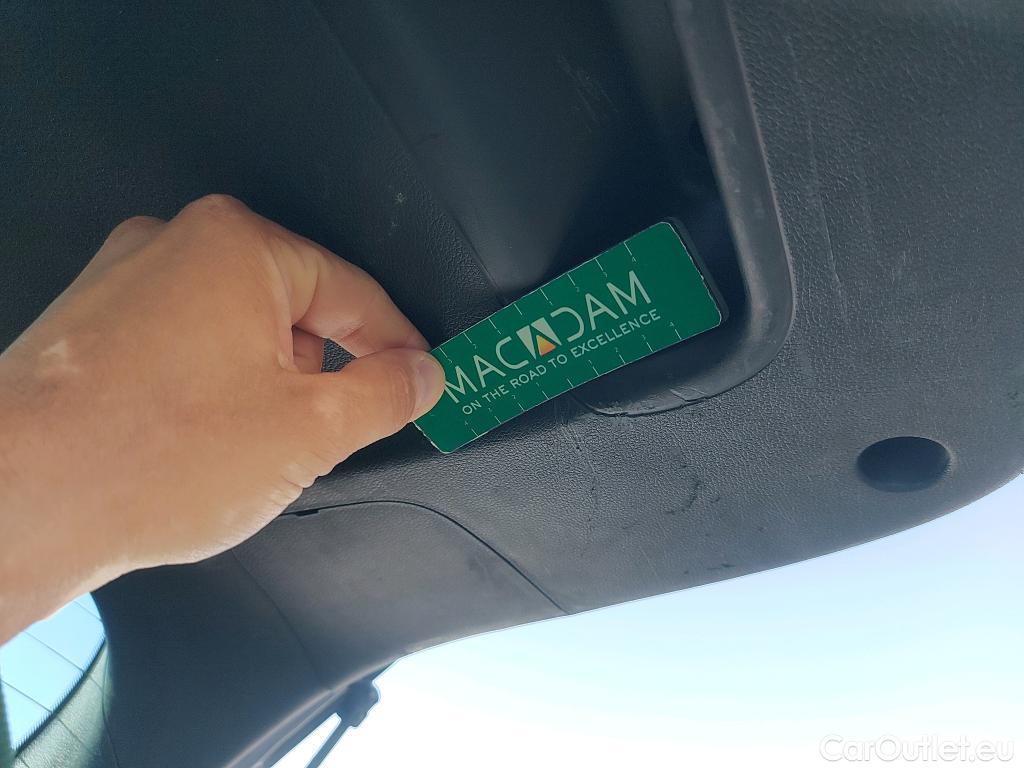 MACADAM
ON THE ROAD TO EXCELLENCE
CarOutlet.eu